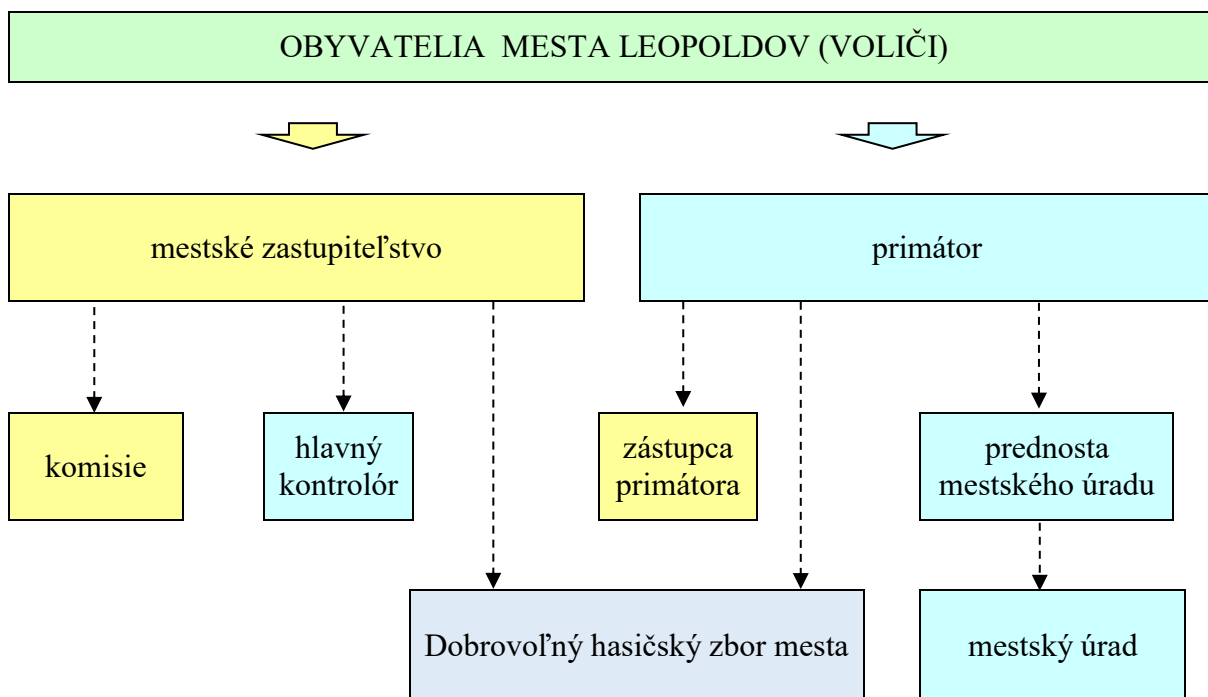 OBYVATELIA MESTA LEOPOLDOV (VOLIČI)
mestské zastupiteľstvo
primátor
komisie
hlavný
kontrolór
zástupca
primátora
prednosta
mestského úradu
Dobrovoľný hasičský zbor mesta
mestský úrad